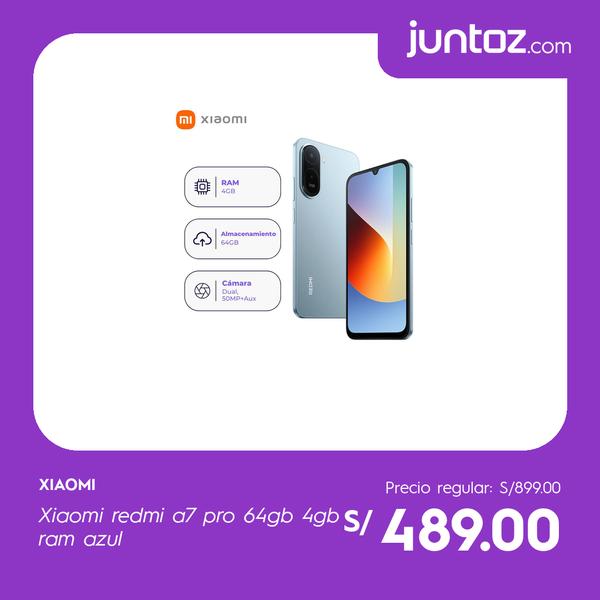 juntoz.com
mi xiaomi
RAM
4GB
Almacenamiento
64GB
Cámara
Dual,
50MP+Aux
REDMI
XIAOMI
Precio regular: S/899.00
Xiaomi redmi a7 pro 64gb 4gb
ram azul
S/ 489.00